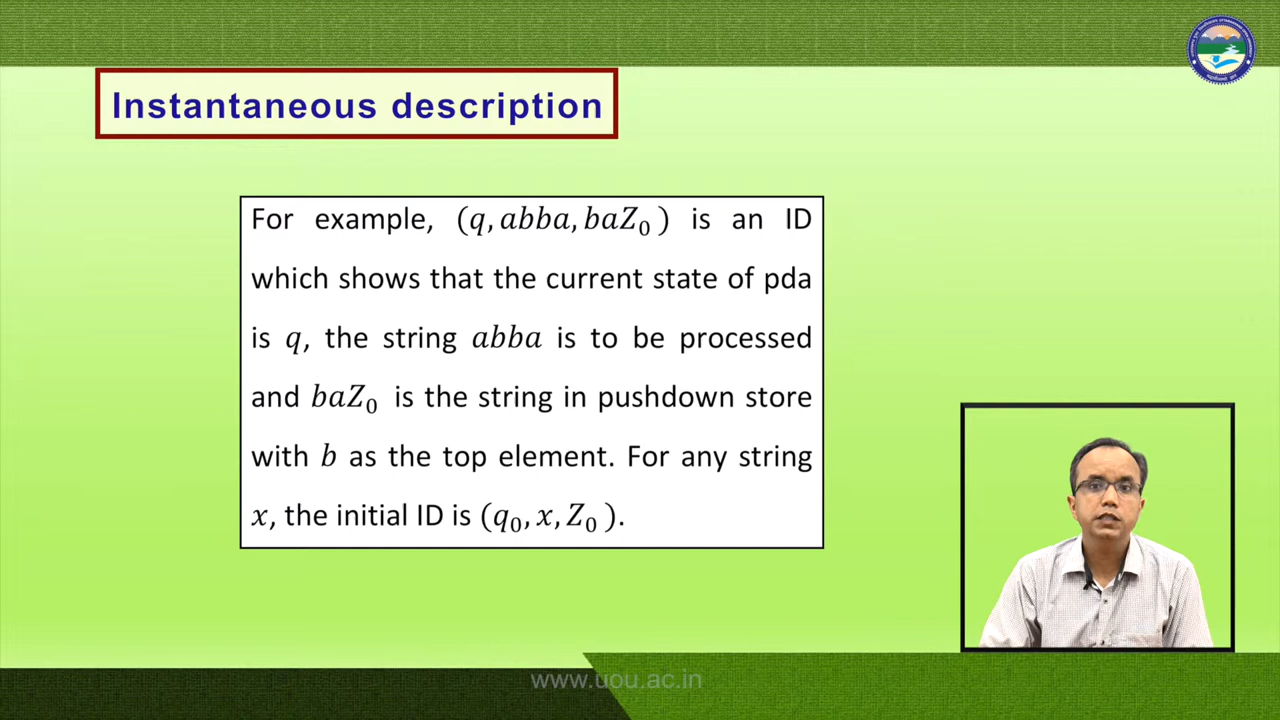 Instantaneous description
For example, (q, abba, baZ₀ ) is an ID
which shows that the current state of pda
is q, the string abba is to be processed
and baZ₀ is the string in pushdown store
with b as the top element. For any string
x, the initial ID is (q₀, x, Z₀ ).
www.uou.ac.in